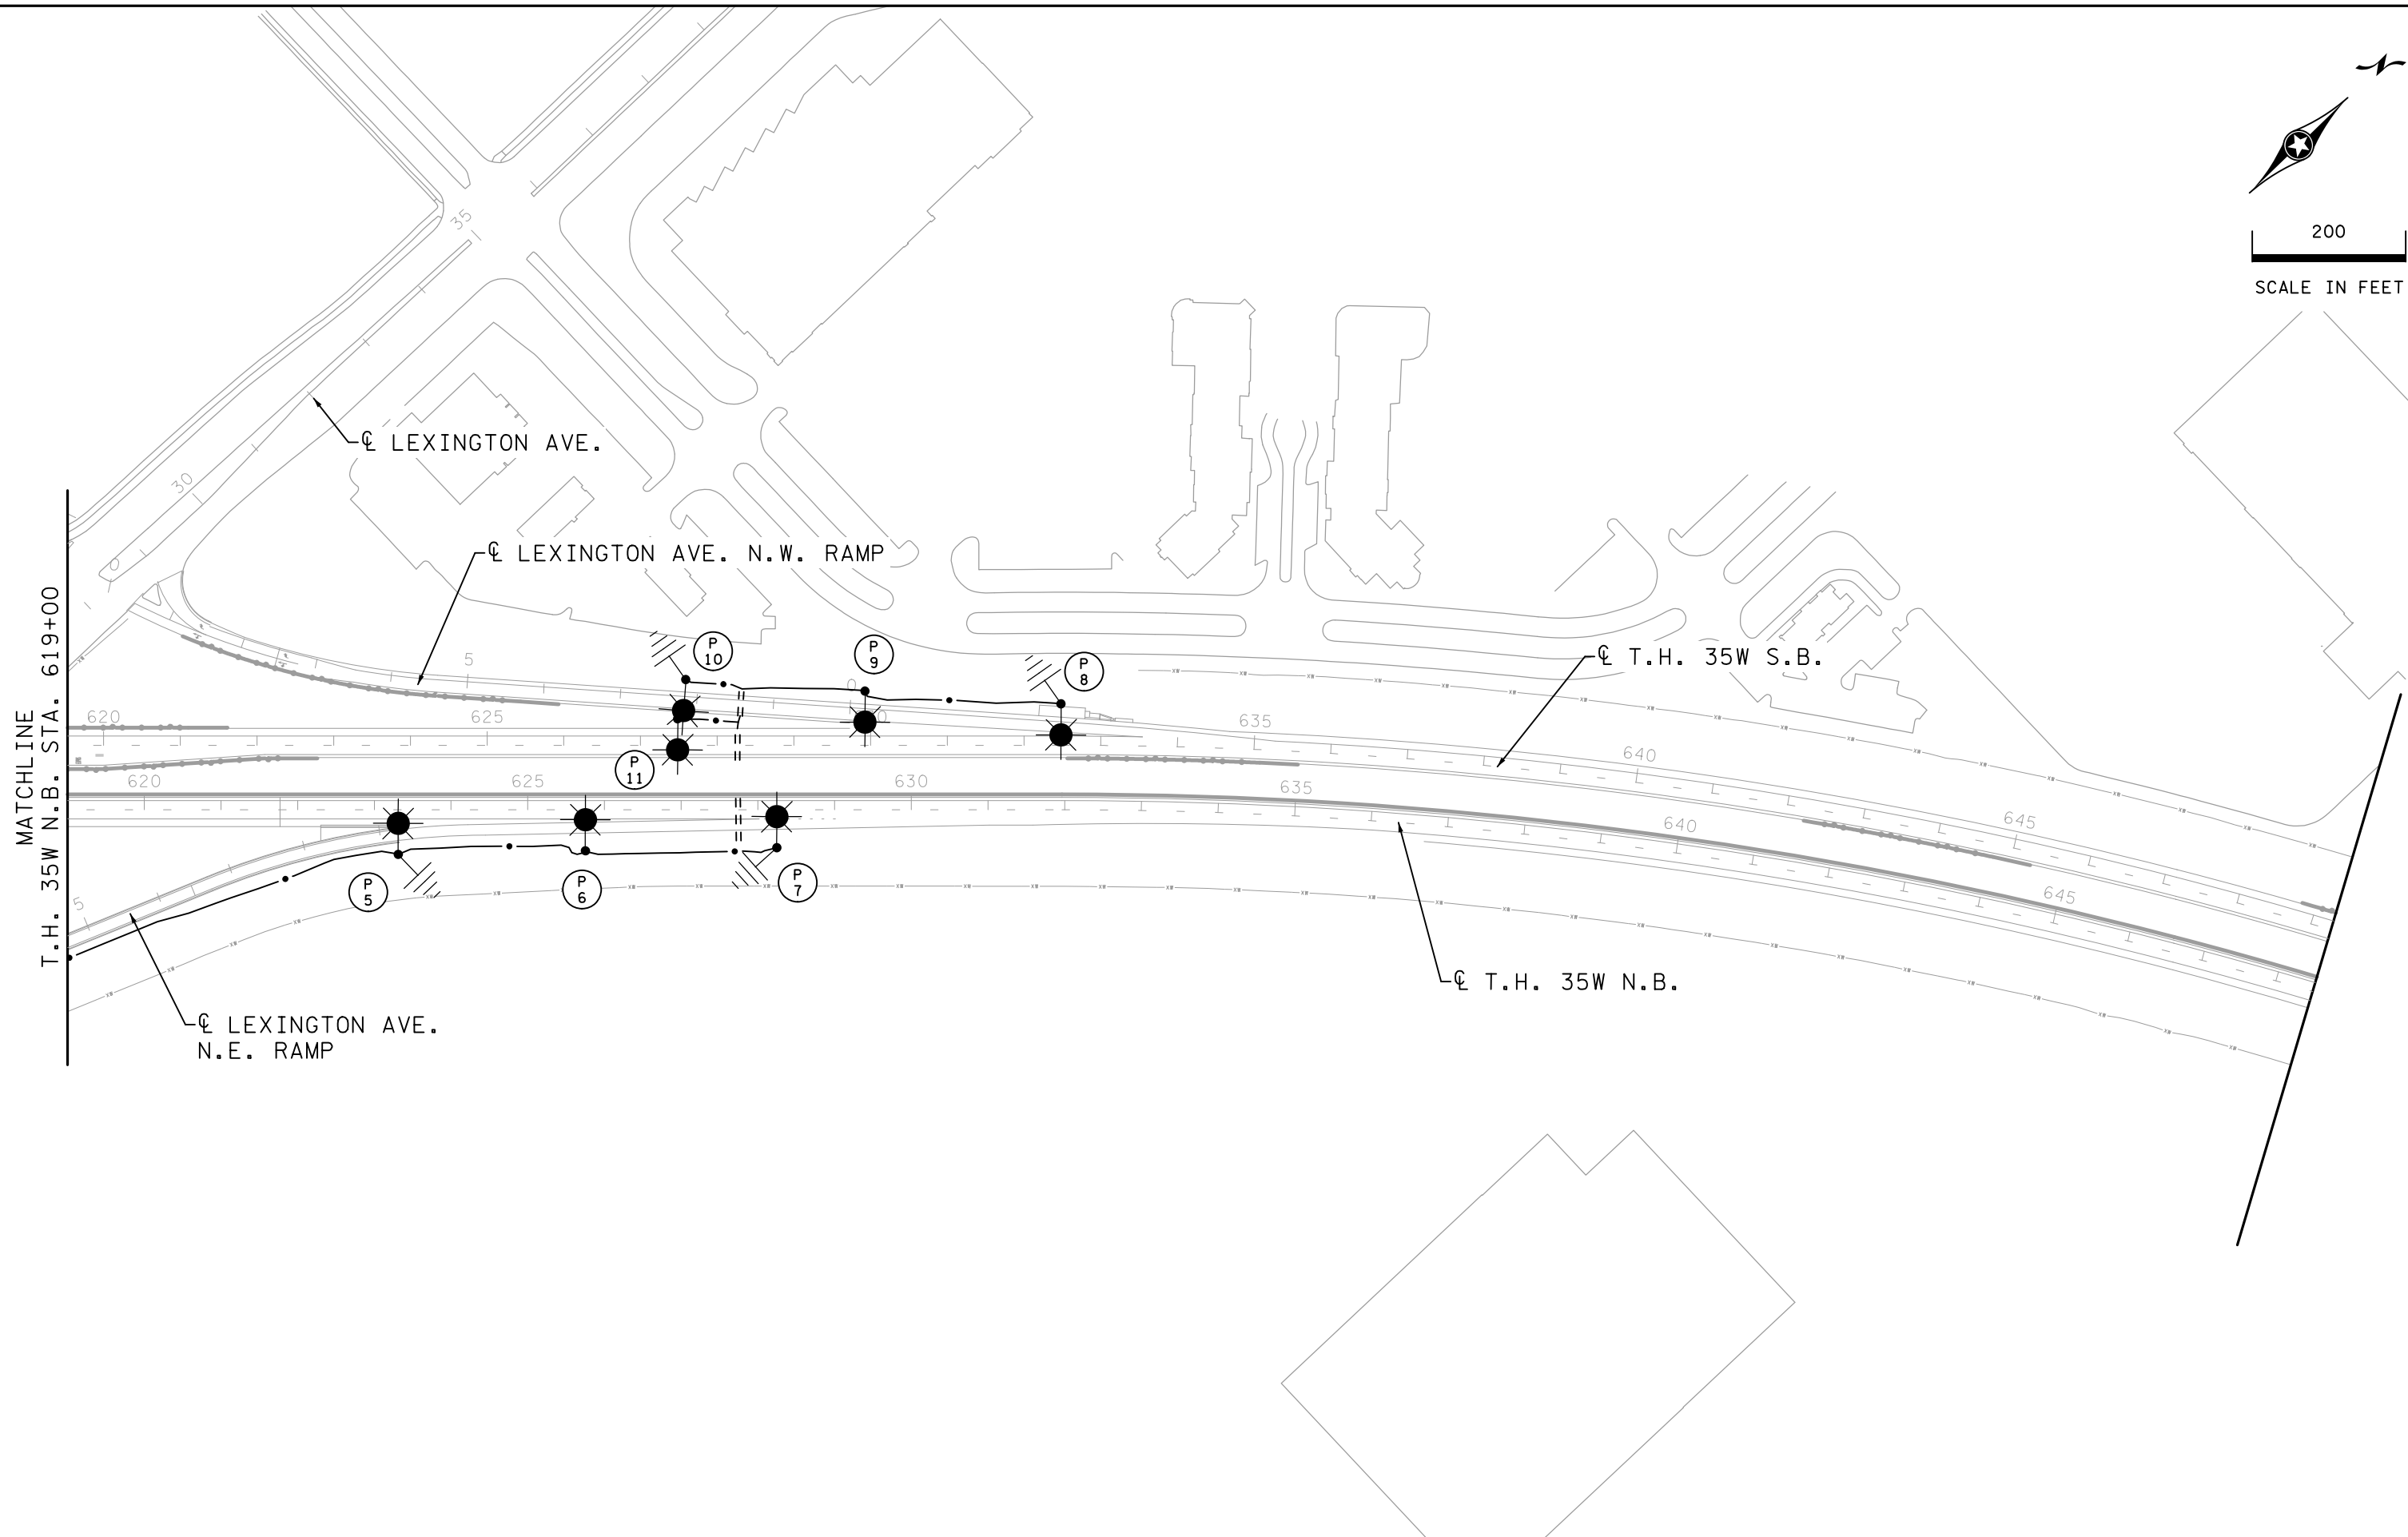 N
200
SCALE IN FEET
35
℄ LEXINGTON AVE.
30
0
℄ LEXINGTON AVE. N.W. RAMP
5
P
10
P
9
P
8
℄ T.H. 35W S.B.
0
620
625
635
640
645
P
11
620
625
630
635
640
645
P
5
P
6
P
7
5
℄ T.H. 35W N.B.
℄ LEXINGTON AVE.
N.E. RAMP
MATCHLINE
T.H. 35W N.B. STA. 619+00